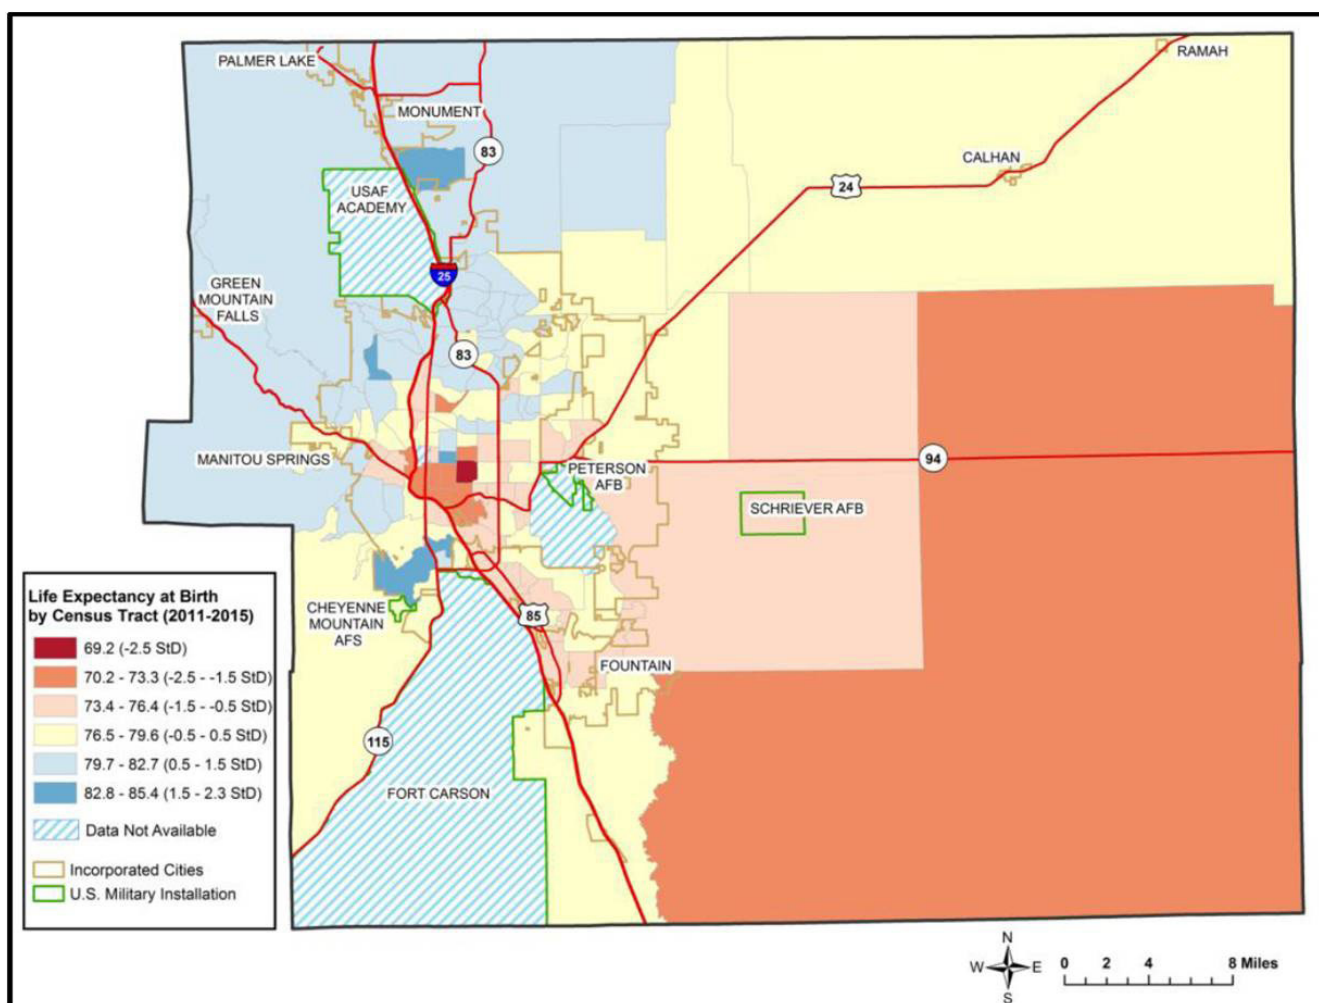 PALMER LAKE
RAMAH
MONUMENT
83
CALHAN
24
USAF
ACADEMY
25
GREEN
MOUNTAIN
FALLS
83
MANITOU SPRINGS
94
PETERSON
AFB
SCHRIEVER AFB
CHEYENNE
MOUNTAIN
AFS
85
FOUNTAIN
115
FORT CARSON
Life Expectancy at Birth
by Census Tract (2011-2015)
69.2 (-2.5 StD)
70.2 - 73.3 (-2.5 - -1.5 StD)
73.4 - 76.4 (-1.5 - -0.5 StD)
76.5 - 79.6 (-0.5 - 0.5 StD)
79.7 - 82.7 (0.5 - 1.5 StD)
82.8 - 85.4 (1.5 - 2.3 StD)
Data Not Available
Incorporated Cities
U.S. Military Installation
N
W E
S
0 2 4 8 Miles